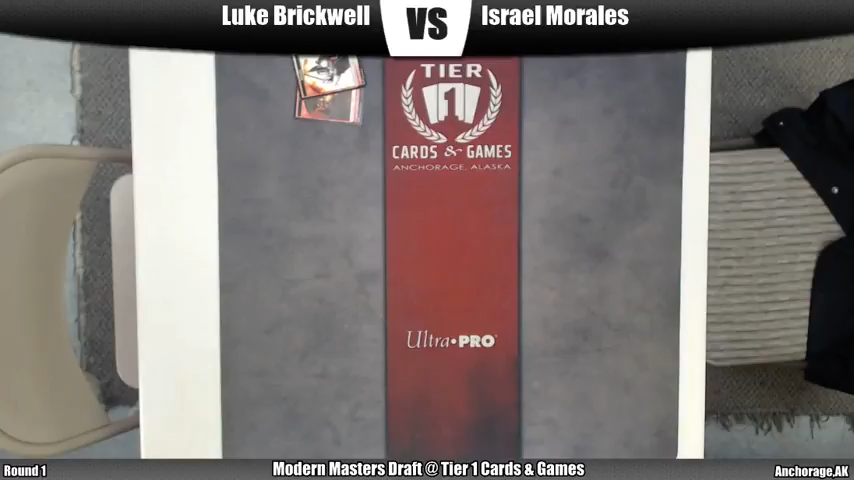 Luke Brickwell VS Israel Morales
TIER
1
CARDS & GAMES
ANCHORAGE, ALASKA
Ultra•PRO
Round 1 Modern Masters Draft @ Tier 1 Cards & Games Anchorage,AK